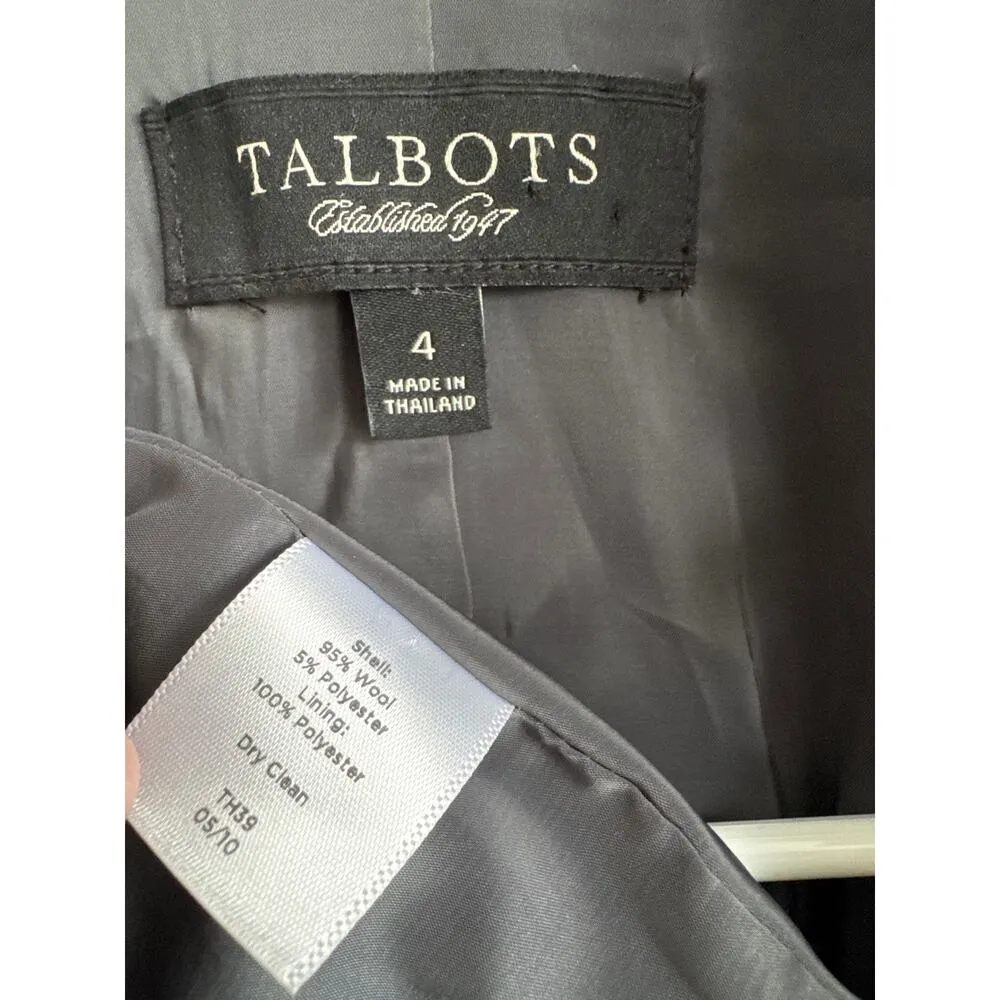 TALBOTS
Established 1947
4
MADE IN
THAILAND
Shell:
95% Wool
5% Polyester
Lining:
100% Polyester
Dry Clean
TH39
05/10